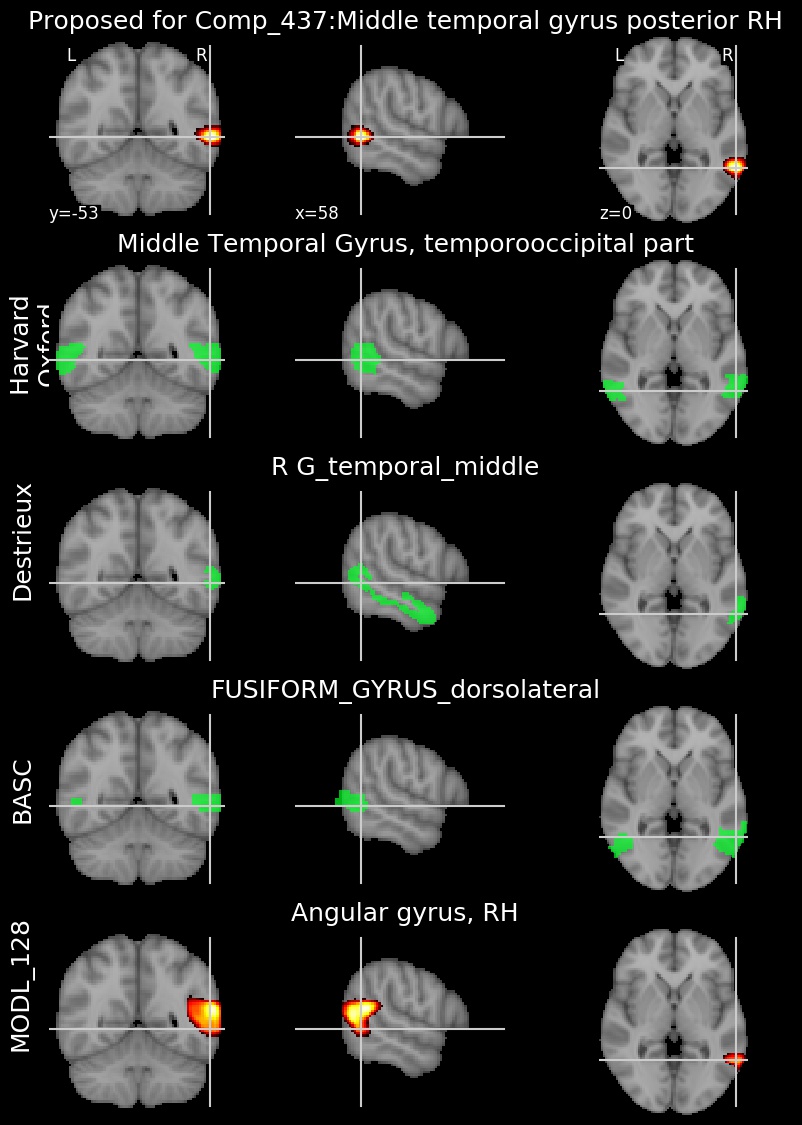 Proposed for Comp_437:Middle temporal gyrus posterior RH
L R L R
y=-53 x=58 z=0
Middle Temporal Gyrus, temporooccipital part
Harvard
Oxford
R G_temporal_middle
Destrieux
FUSIFORM_GYRUS_dorsolateral
BASC
Angular gyrus, RH
MODL_128